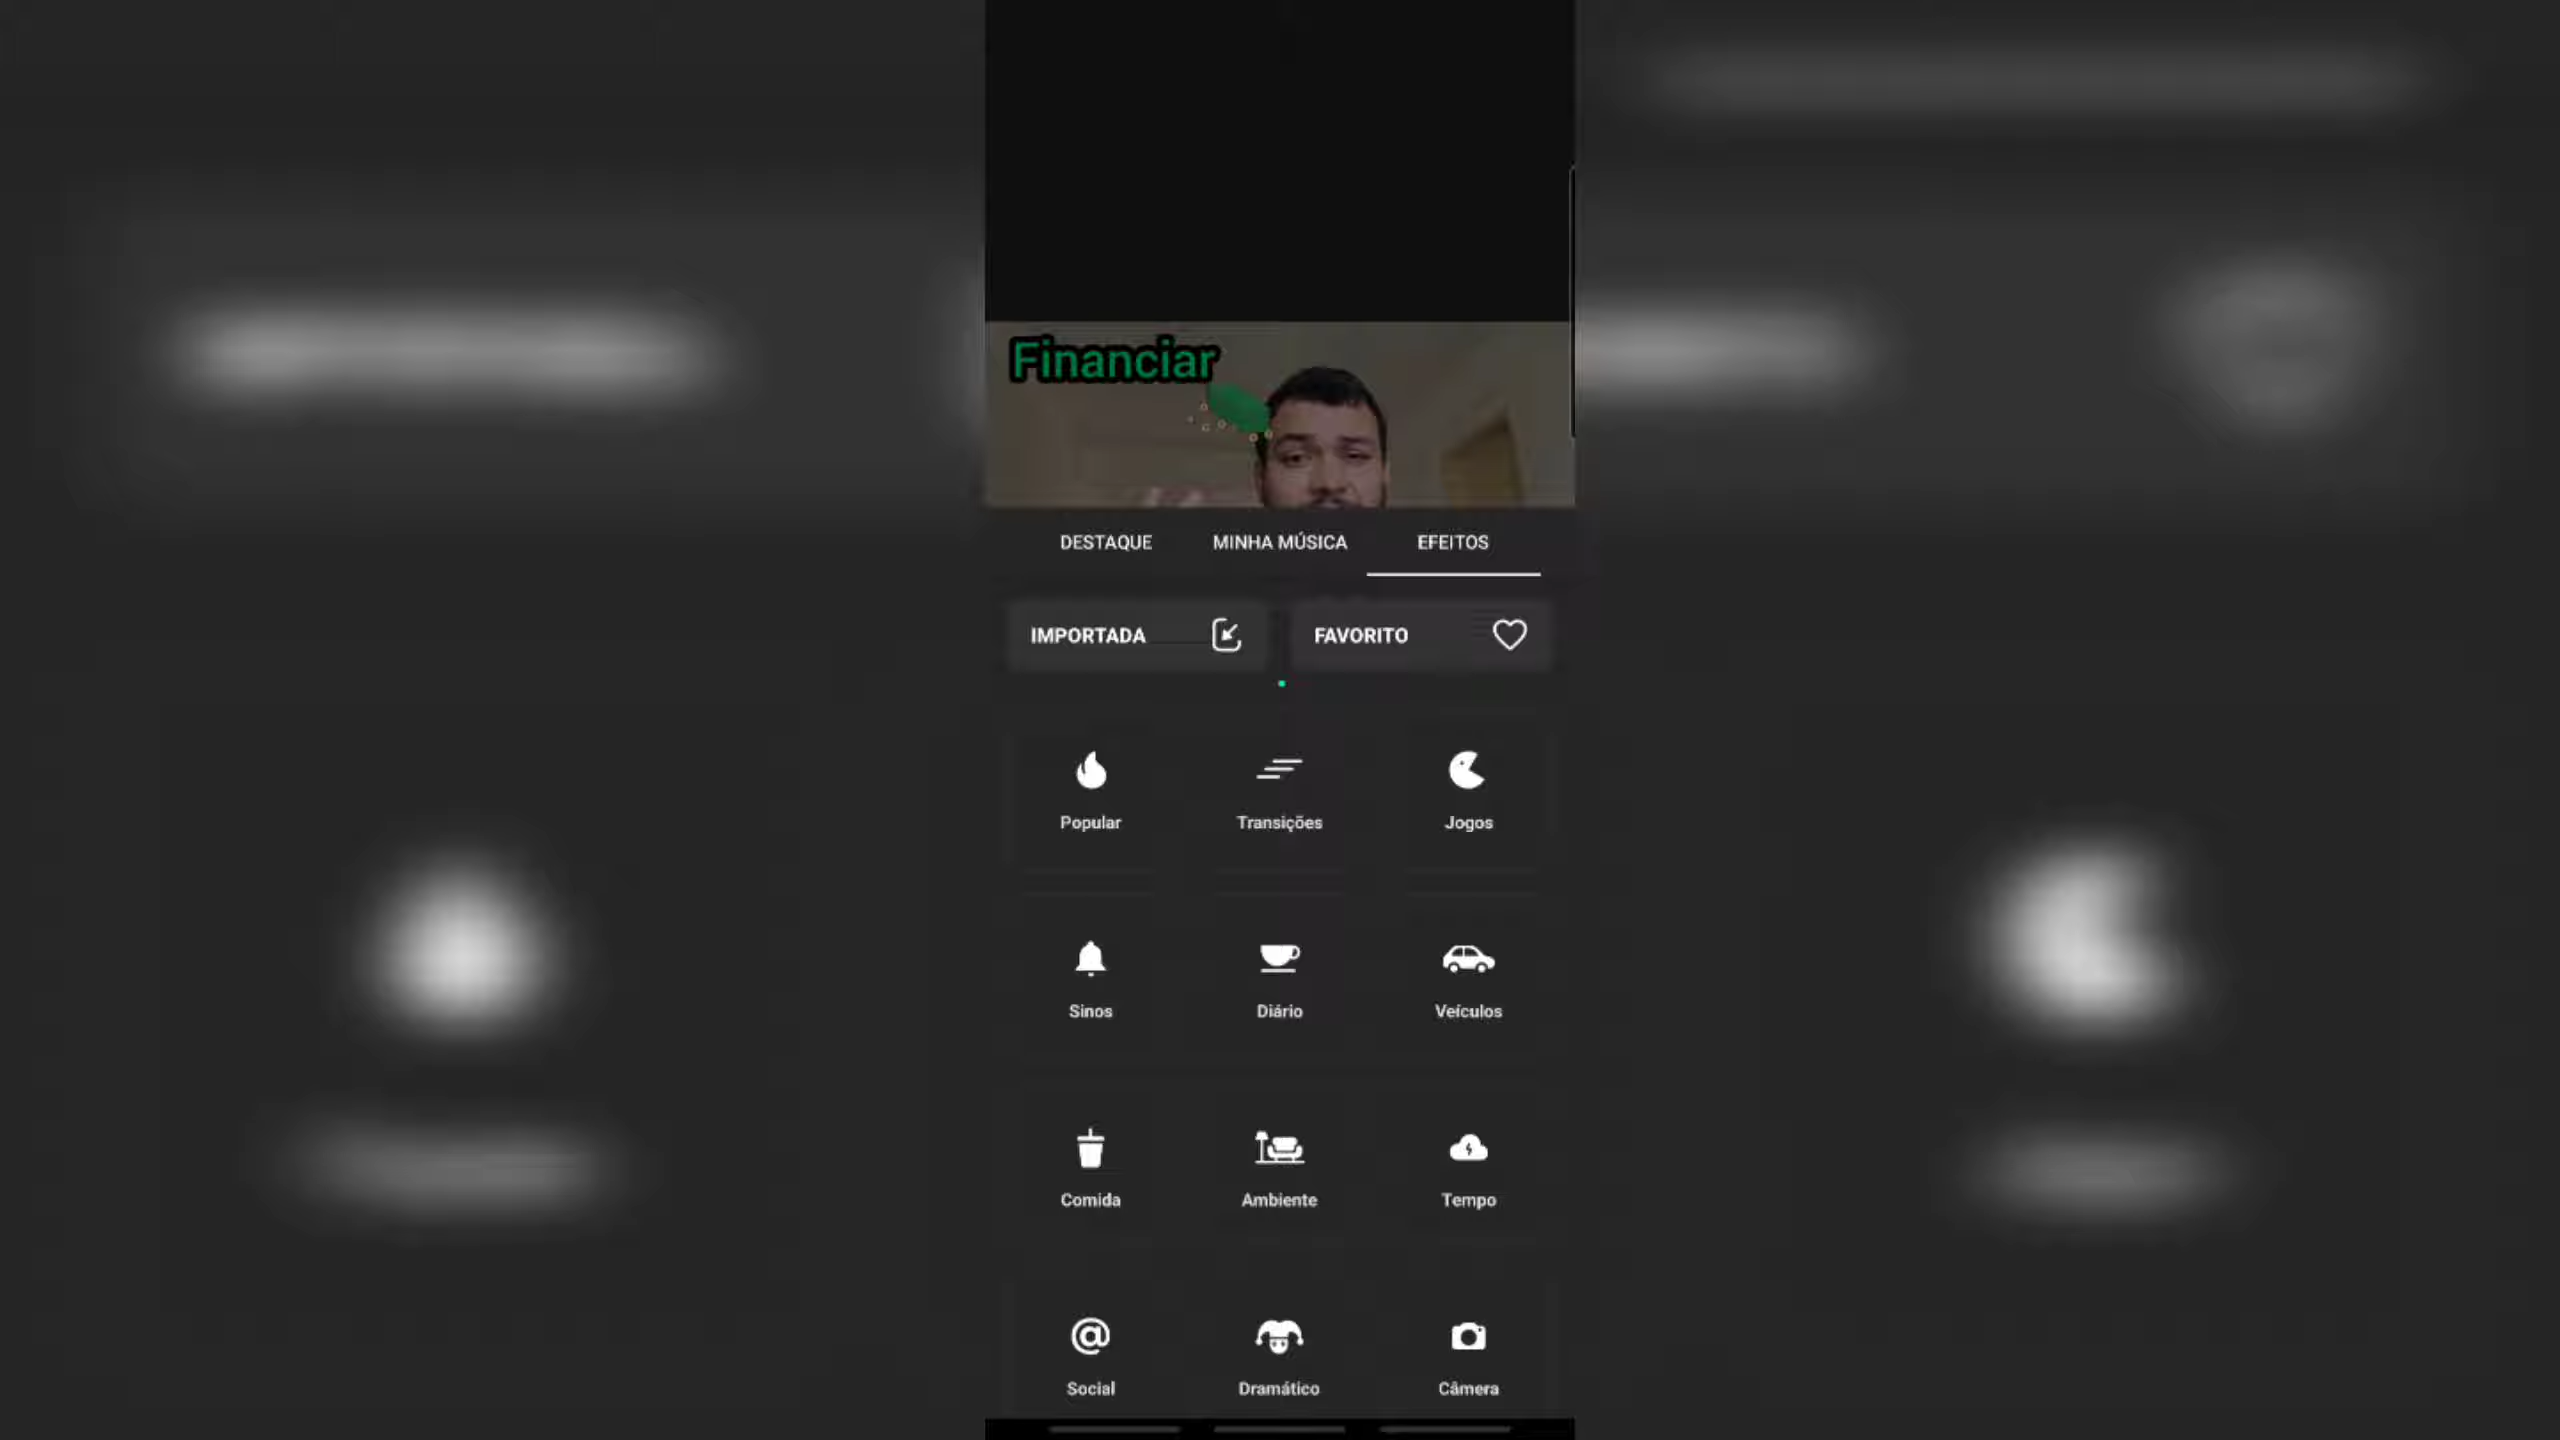 Financiar
DESTAQUE MINHA MÚSICA EFEITOS
IMPORTADA FAVORITO
Popular Transições Jogos
Sinos Diário Veículos
Comida Ambiente Tempo
Social Dramático Câmera